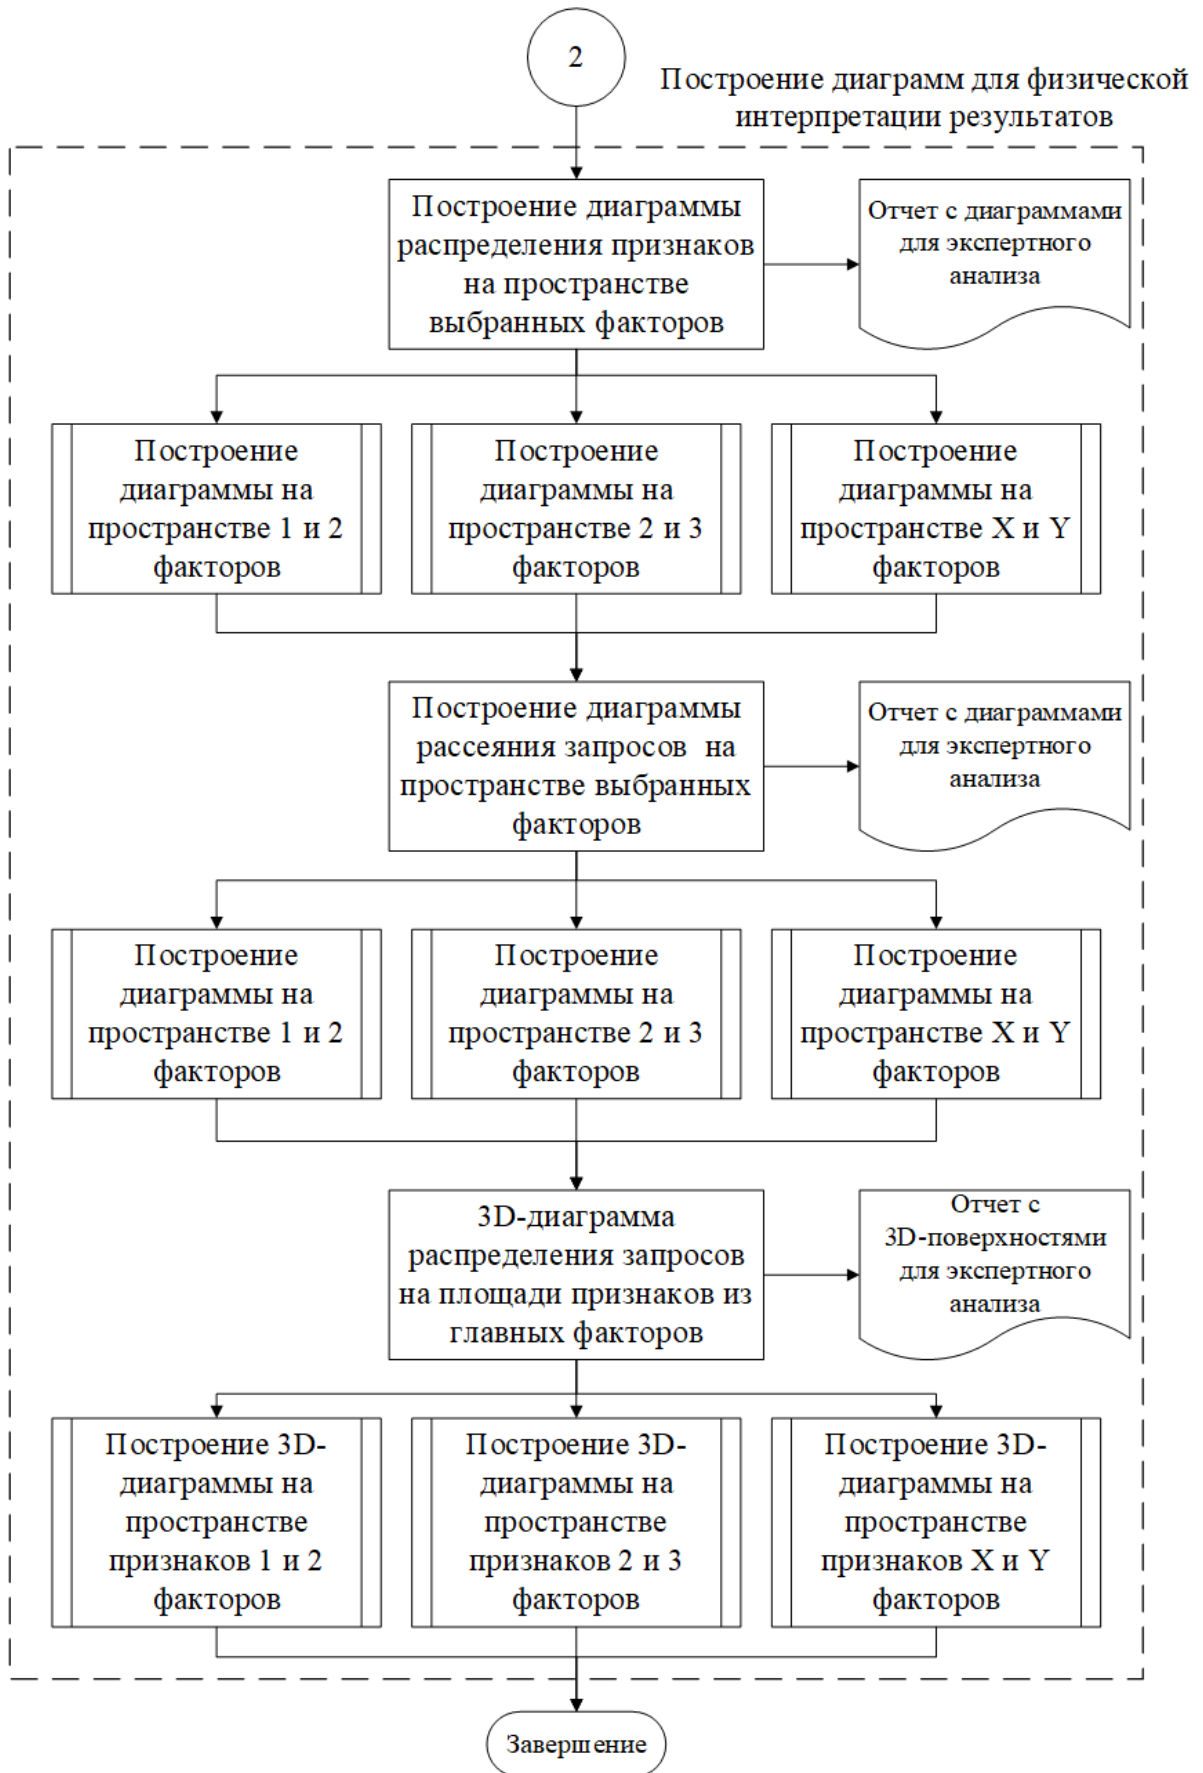 2
Построение диаграмм для физической
интерпретации результатов
Построение диаграммы
распределения признаков
на пространстве
выбранных факторов
Отчет с диаграммами
для экспертного
анализа
Построение
диаграммы на
пространстве 1 и 2
факторов
Построение
диаграммы на
пространстве 2 и 3
факторов
Построение
диаграммы на
пространстве X и Y
факторов
Построение диаграммы
рассеяния запросов на
пространстве выбранных
факторов
Отчет с диаграммами
для экспертного
анализа
Построение
диаграммы на
пространстве 1 и 2
факторов
Построение
диаграммы на
пространстве 2 и 3
факторов
Построение
диаграммы на
пространстве X и Y
факторов
3D-диаграмма
распределения запросов
на площади признаков из
главных факторов
Отчет с
3D-поверхностями
для экспертного
анализа
Построение 3D-
диаграммы на
пространстве
признаков 1 и 2
факторов
Построение 3D-
диаграммы на
пространстве
признаков 2 и 3
факторов
Построение 3D-
диаграммы на
пространстве
признаков X и Y
факторов
Завершение